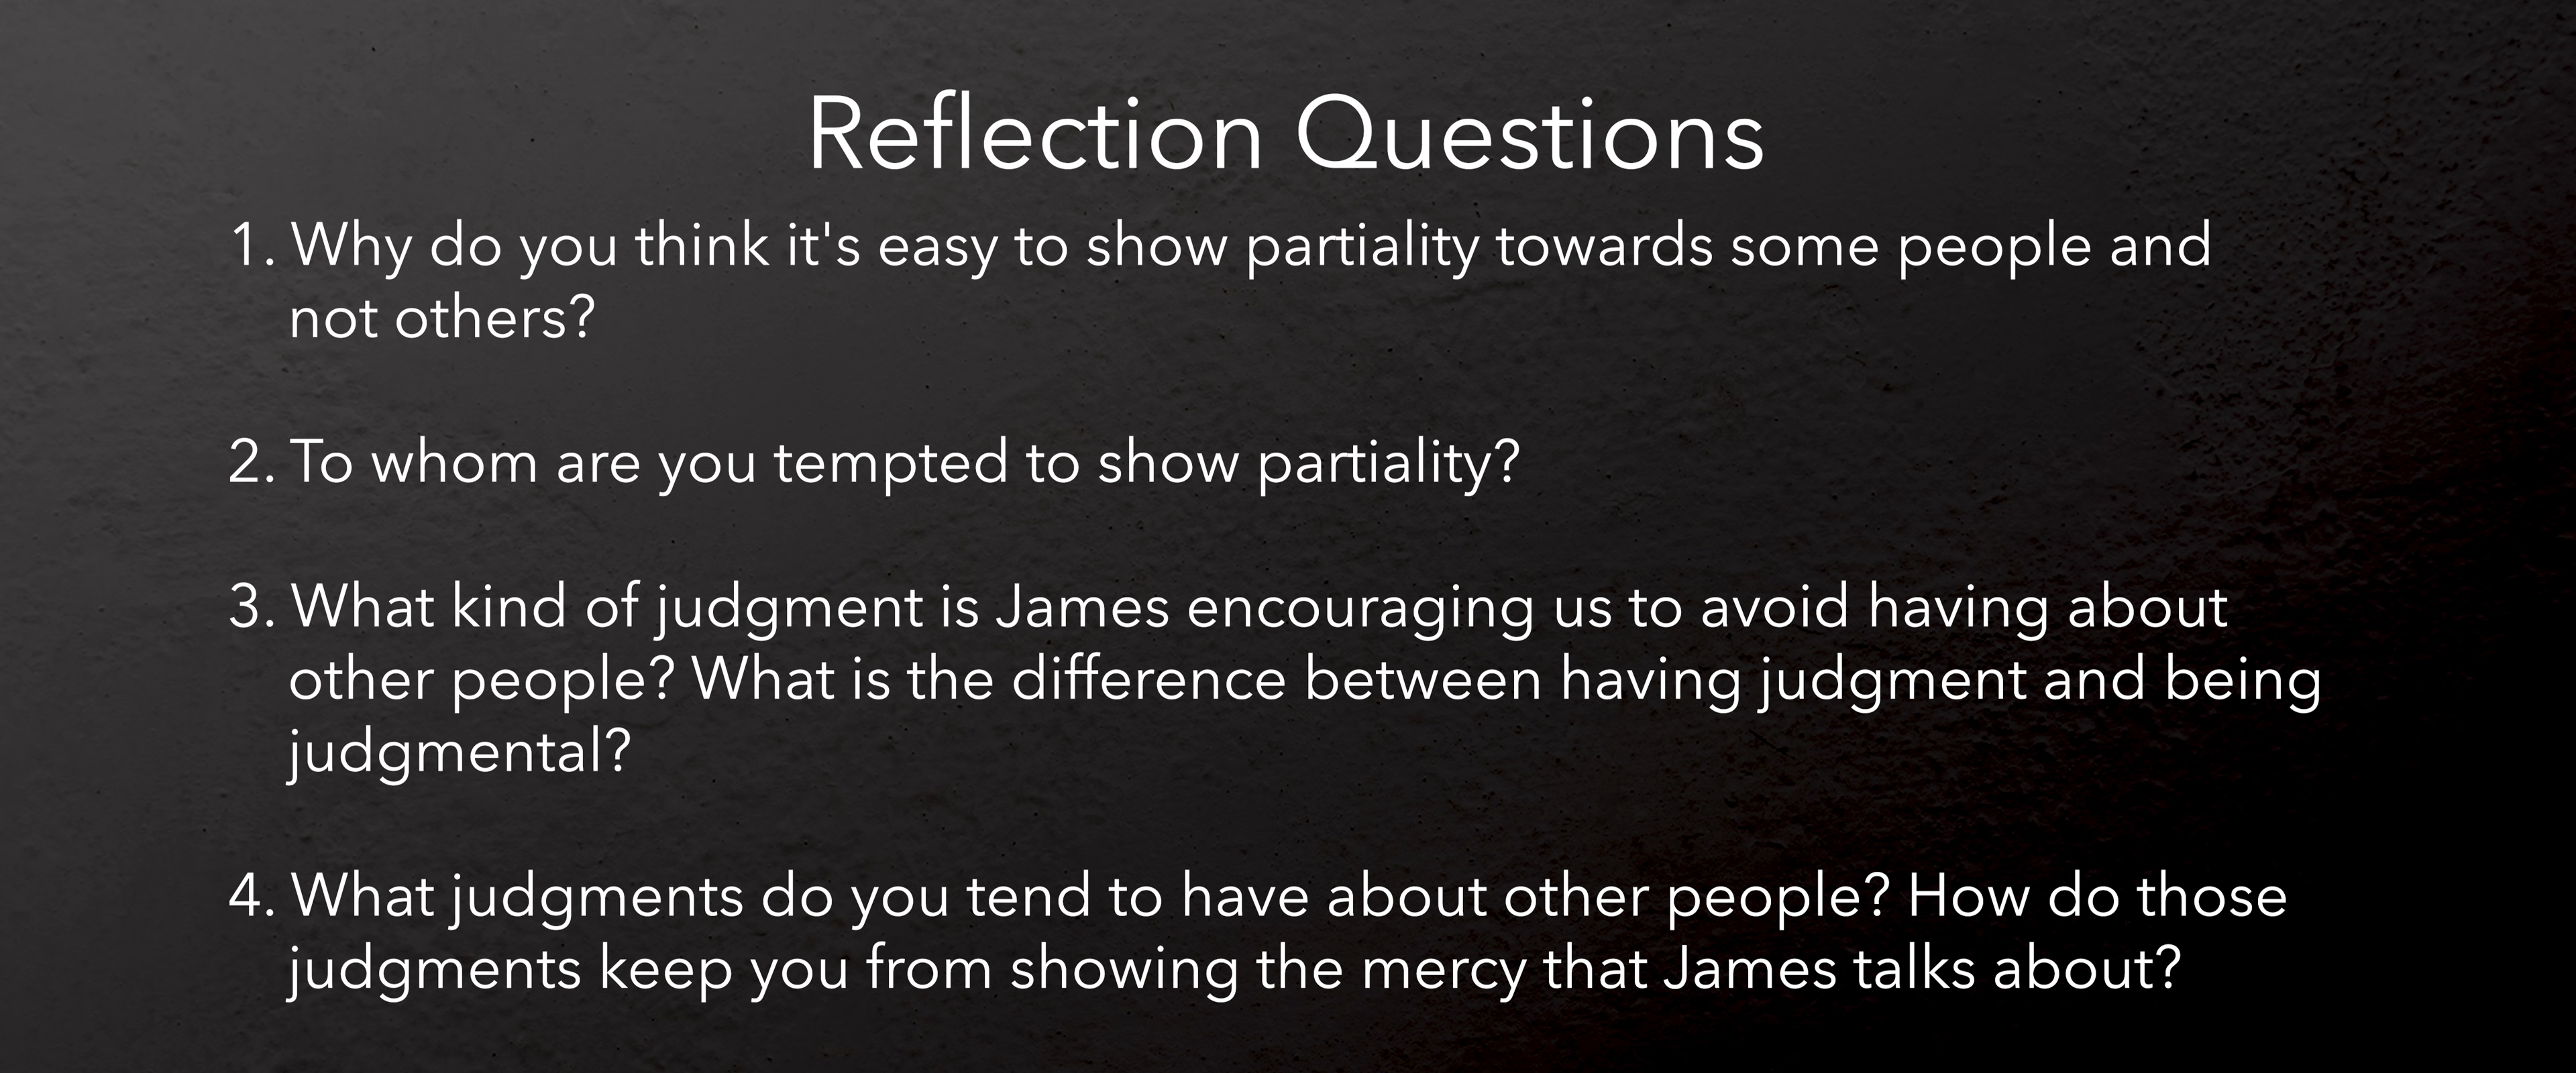 Reflection Questions
1. Why do you think it's easy to show partiality towards some people and
not others?
2. To whom are you tempted to show partiality?
3. What kind of judgment is James encouraging us to avoid having about
other people? What is the difference between having judgment and being
judgmental?
4. What judgments do you tend to have about other people? How do those
judgments keep you from showing the mercy that James talks about?